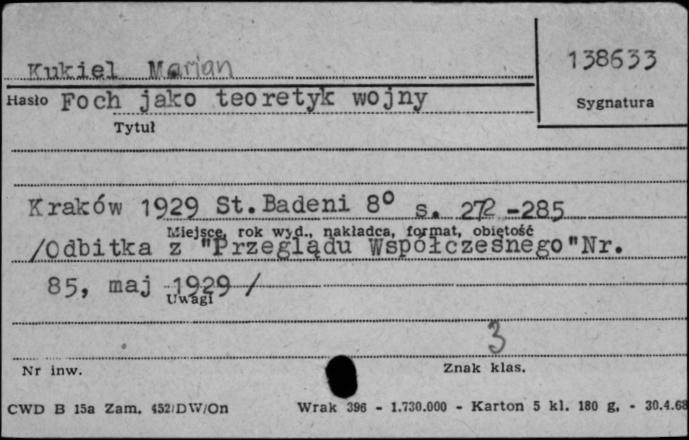 138633
Kukiel Marian
Sygnatura
Hasło Foch jako teoretyk wojny
Tytuł
Kraków 1929 St.Badeni 8° s. 272-285
Miejsce, rok wyd., nakładca, format, objętość
/Odbitka z "Przeglądu Współczesnego"Nr.
85, maj 1929 /
Uwagi
3
Nr inw.
Znak klas.
CWD B 15a Zam. 452/DW/On Wrak 396 - 1.730.000 - Karton 5 kl. 180 g. - 30.4.68